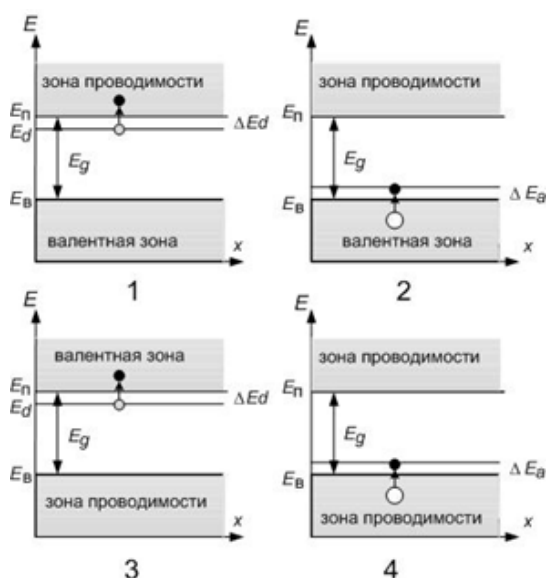 E
зона проводимости
Eп
Ed
ΔEd
Eg
Eв
валентная зона
x
1
E
зона проводимости
Eп
Eg
Eв
ΔEa
валентная зона
x
2
E
валентная зона
Eп
Ed
ΔEd
Eg
Eв
зона проводимости
x
3
E
зона проводимости
Eп
Eg
Eв
ΔEa
зона проводимости
x
4